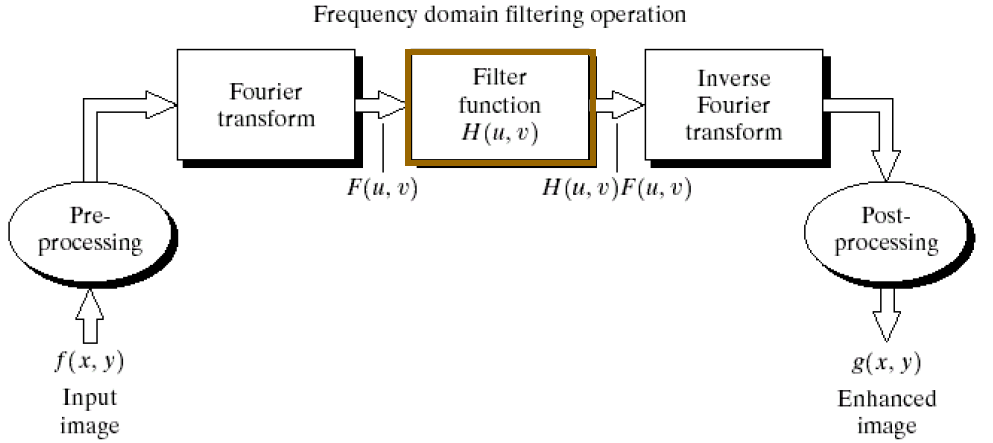 Frequency domain filtering operation
Fourier
transform
Filter
function
H(u, v)
Inverse
Fourier
transform
F(u, v)
H(u, v)F(u, v)
Pre-
processing
Post-
processing
f(x, y)
Input
image
g(x, y)
Enhanced
image